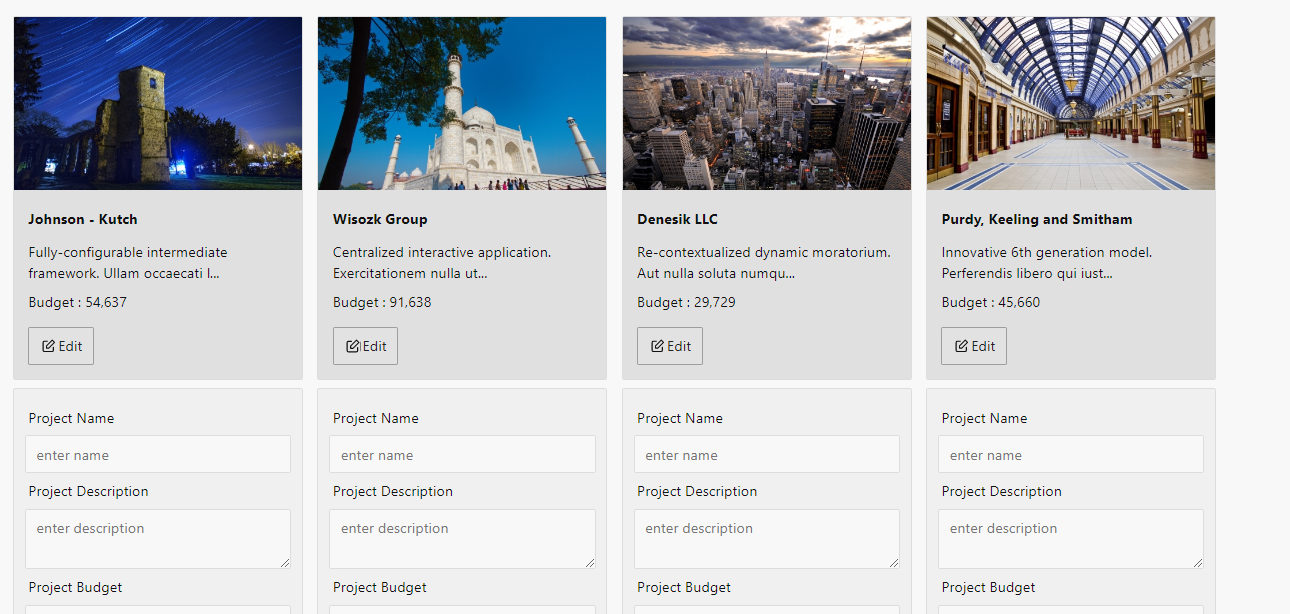 Johnson - Kutch
Fully-configurable intermediate
framework. Ullam occaecati l...
Budget : 54,637
Edit
Wisozk Group
Centralized interactive application.
Exercitationem nulla ut...
Budget : 91,638
Edit
Denesik LLC
Re-contextualized dynamic moratorium.
Aut nulla soluta numqu...
Budget : 29,729
Edit
Purdy, Keeling and Smitham
Innovative 6th generation model.
Perferendis libero qui iust...
Budget : 45,660
Edit
Project Name
enter name
Project Description
enter description
Project Budget
Project Name
enter name
Project Description
enter description
Project Budget
Project Name
enter name
Project Description
enter description
Project Budget
Project Name
enter name
Project Description
enter description
Project Budget